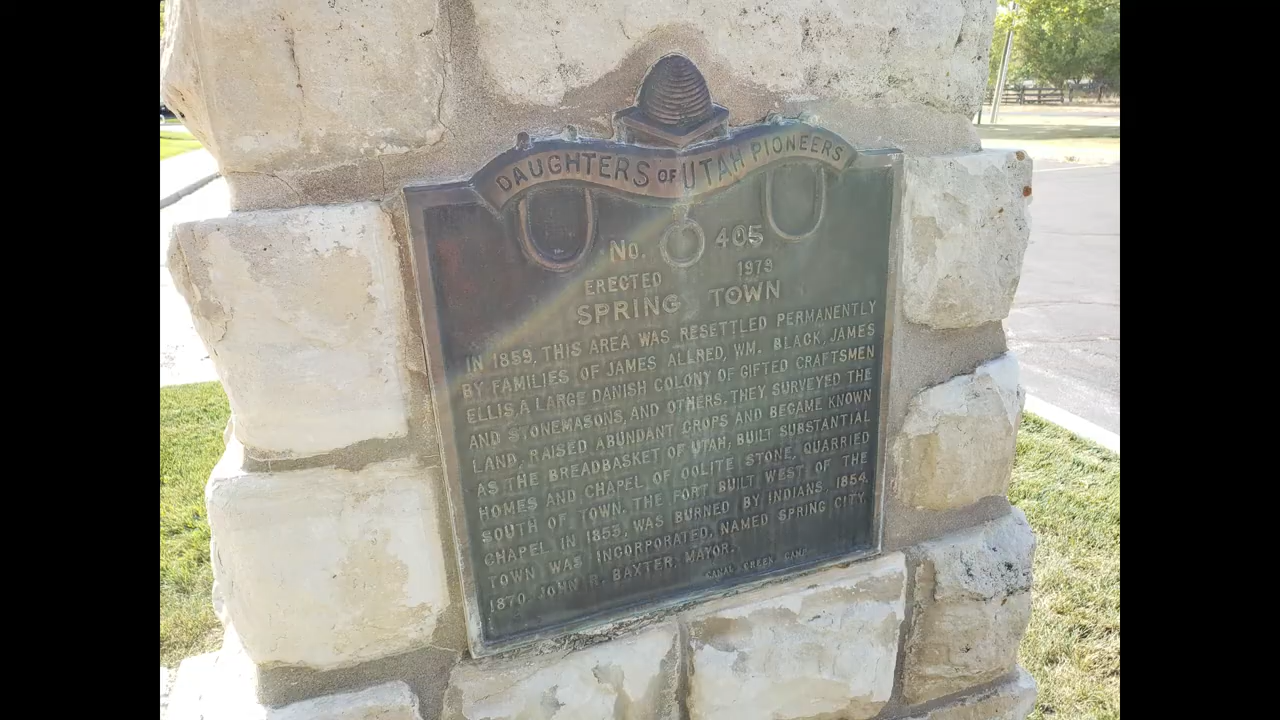 DAUGHTERS OF UTAH PIONEERS
No. 405
ERECTED 1973
SPRING TOWN
IN 1859, THIS AREA WAS RESETTLED PERMANENTLY
BY FAMILIES OF JAMES ALLRED, WM. BLACK, JAMES
ELLIS, A LARGE DANISH COLONY OF GIFTED CRAFTSMEN
AND STONEMASONS, AND OTHERS. THEY SURVEYED THE
LAND, RAISED ABUNDANT CROPS AND BECAME KNOWN
AS THE BREADBASKET OF UTAH, BUILT SUBSTANTIAL
HOMES AND CHAPEL, OF OOLITE STONE, QUARRIED
SOUTH OF TOWN. THE FORT BUILT WEST OF THE
CHAPEL IN 1853, WAS BURNED BY INDIANS, 1854.
TOWN WAS INCORPORATED, NAMED SPRING CITY
1870. JOHN R. BAXTER, MAYOR.
CANAL CREEK CAMP